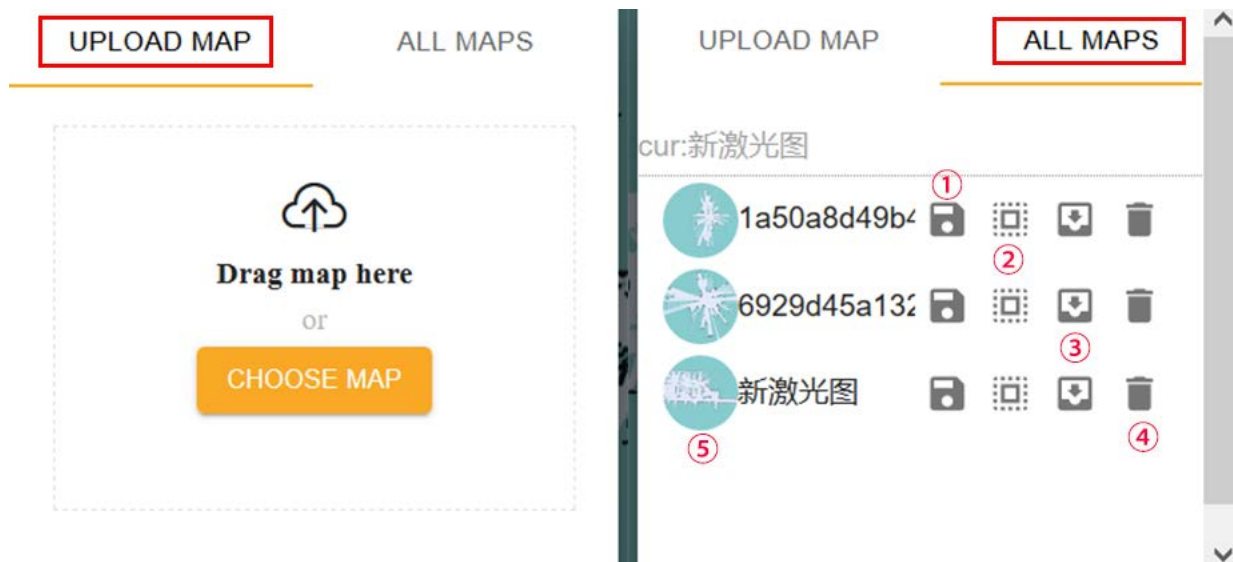 UPLOAD MAP
ALL MAPS
Drag map here
or
CHOOSE MAP
UPLOAD MAP
ALL MAPS
cur:新激光图
①
1a50a8d49b4
②
6929d45a132
③
新激光图
④
⑤